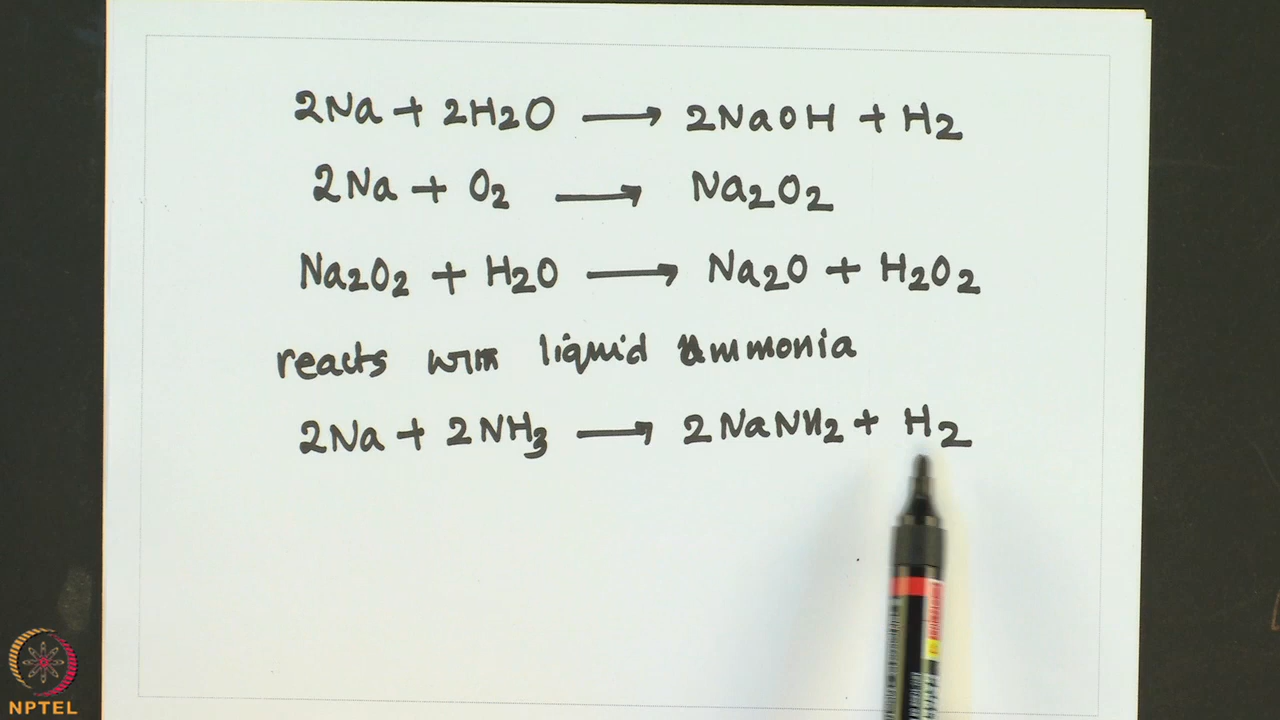 2Na + 2H2O → 2NaOH + H2
2Na + O2 → Na2O2
Na2O2 + H2O → Na2O + H2O2
reacts with liquid ammonia
2Na + 2NH3 → 2NaNH2 + H2
NPTEL